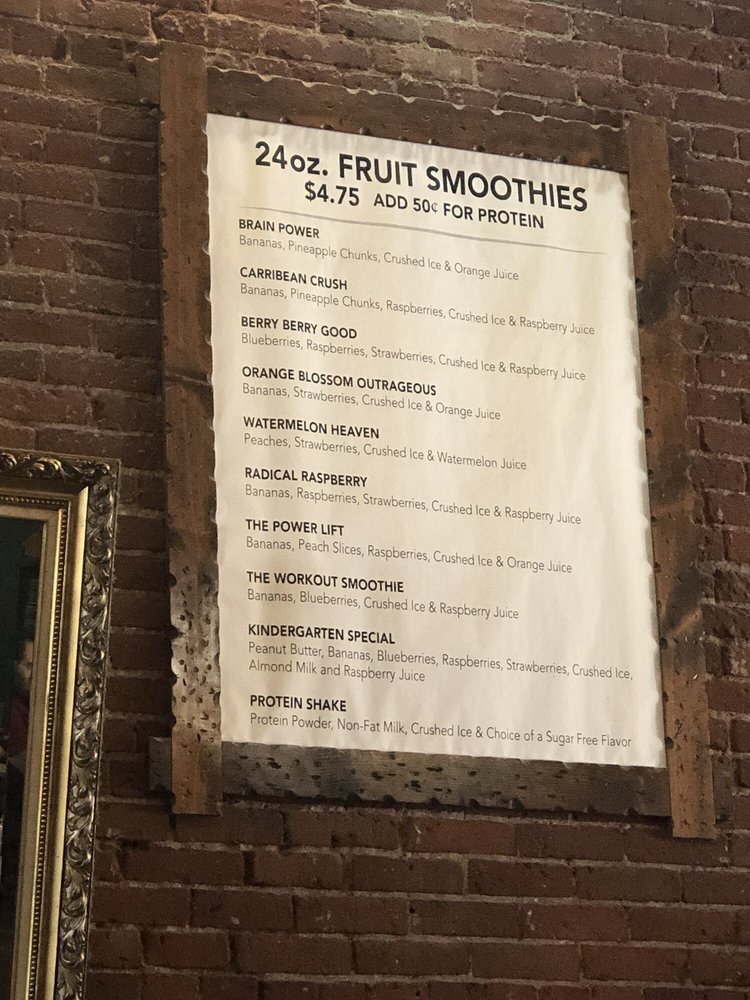 24oz. FRUIT SMOOTHIES
$4.75 ADD 50¢ FOR PROTEIN
BRAIN POWER
Bananas, Pineapple Chunks, Crushed Ice & Orange Juice
CARRIBEAN CRUSH
Bananas, Pineapple Chunks, Raspberries, Crushed Ice & Raspberry Juice
BERRY BERRY GOOD
Blueberries, Raspberries, Strawberries, Crushed Ice & Raspberry Juice
ORANGE BLOSSOM OUTRAGEOUS
Bananas, Strawberries, Crushed Ice & Orange Juice
WATERMELON HEAVEN
Peaches, Strawberries, Crushed Ice & Watermelon Juice
RADICAL RASPBERRY
Bananas, Raspberries, Strawberries, Crushed Ice & Raspberry Juice
THE POWER LIFT
Bananas, Peach Slices, Raspberries, Crushed Ice & Orange Juice
THE WORKOUT SMOOTHIE
Bananas, Blueberries, Crushed Ice & Raspberry Juice
KINDERGARTEN SPECIAL
Peanut Butter, Bananas, Blueberries, Raspberries, Strawberries, Crushed Ice,
Almond Milk and Raspberry Juice
PROTEIN SHAKE
Protein Powder, Non-Fat Milk, Crushed Ice & Choice of a Sugar Free Flavor